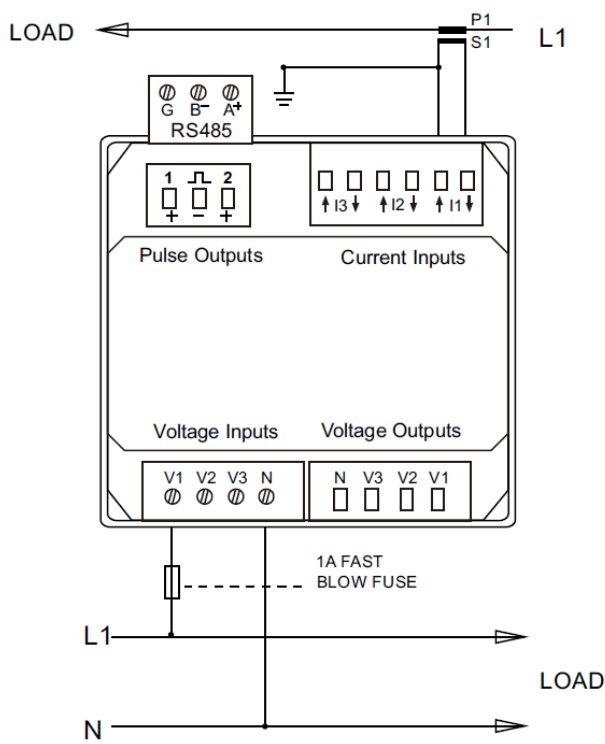 LOAD
P1
S1
L1
G B- A+
RS485
1 2
+ - +
↑ I3 ↓ ↑ I2 ↓ ↑ I1 ↓
Pulse Outputs
Current Inputs
Voltage Inputs
Voltage Outputs
V1 V2 V3 N
N V3 V2 V1
1A FAST
BLOW FUSE
L1
LOAD
N